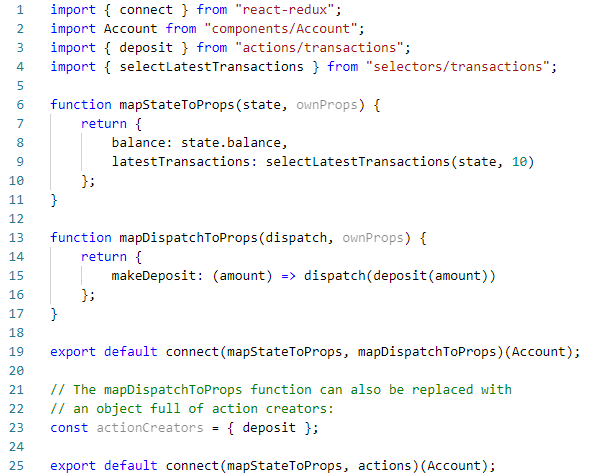 1 import { connect } from "react-redux";
2 import Account from "components/Account";
3 import { deposit } from "actions/transactions";
4 import { selectLatestTransactions } from "selectors/transactions";
5
6 function mapStateToProps(state, ownProps) {
7     return {
8         balance: state.balance,
9         latestTransactions: selectLatestTransactions(state, 10)
10     };
11 }
12
13 function mapDispatchToProps(dispatch, ownProps) {
14     return {
15         makeDeposit: (amount) => dispatch(deposit(amount))
16     };
17 }
18
19 export default connect(mapStateToProps, mapDispatchToProps)(Account);
20
21 // The mapDispatchToProps function can also be replaced with
22 // an object full of action creators:
23 const actionCreators = { deposit };
24
25 export default connect(mapStateToProps, actions)(Account);